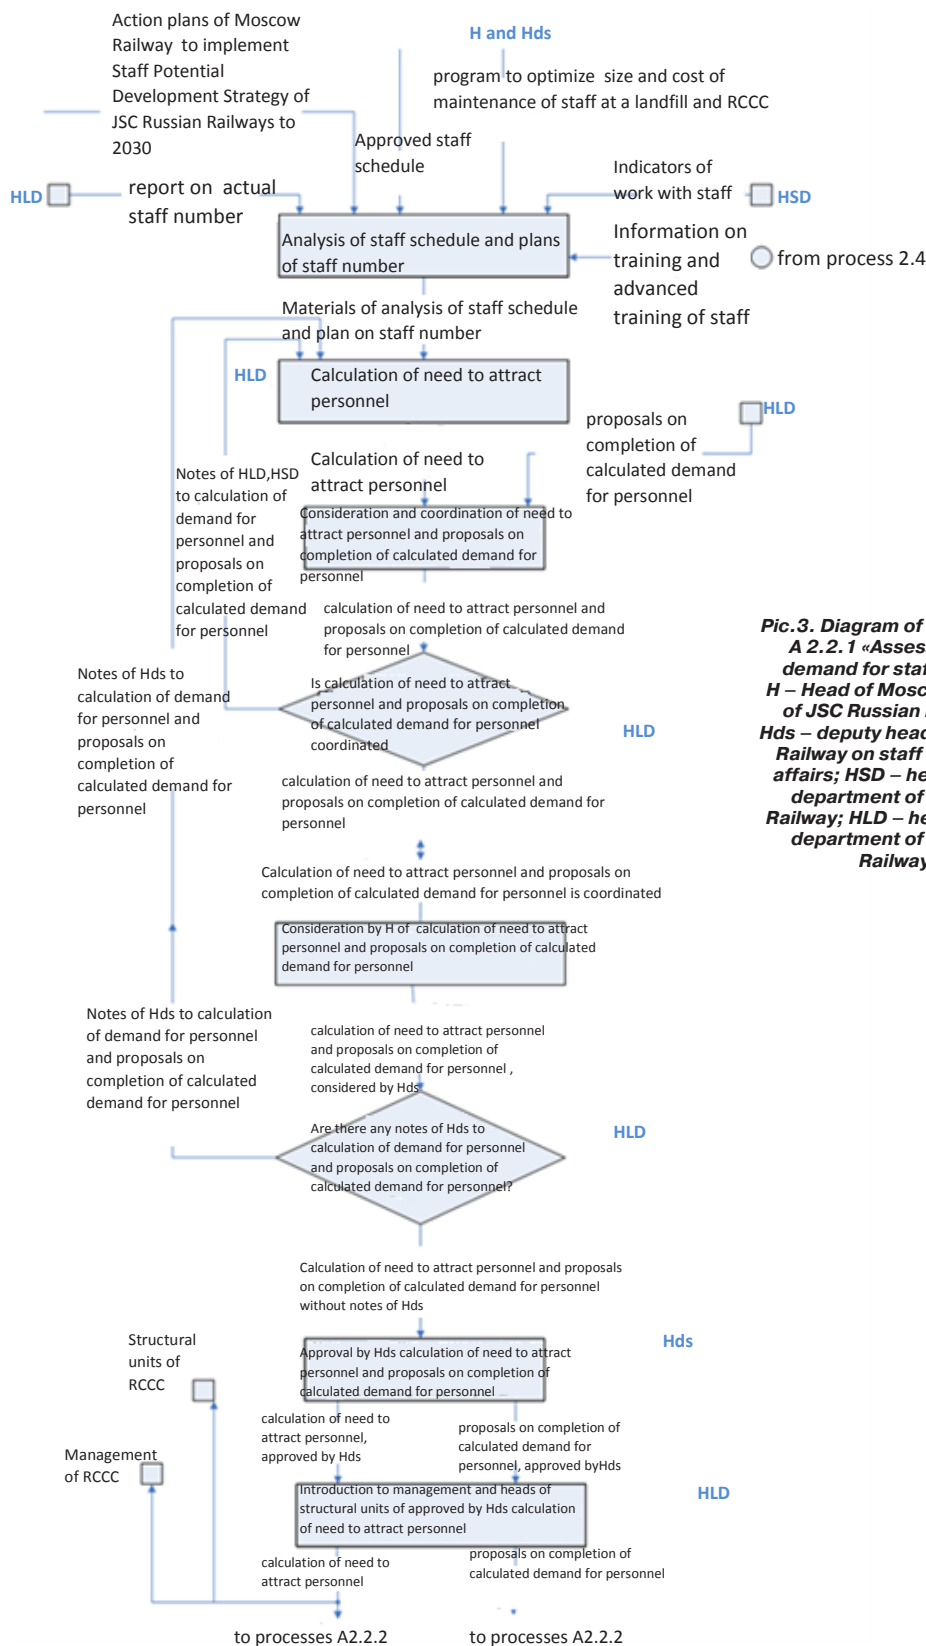 Action plans of Moscow
Railway to implement
Staff Potential
Development Strategy of
JSC Russian Railways to
2030
H and Hds
program to optimize size and cost of
maintenance of staff at a landfill and RCCC
Approved staff
schedule
HLD
report on actual
staff number
Indicators of
work with staff
HSD
Analysis of staff schedule and plans
of staff number
Information on
training and
advanced
training of staff
from process 2.4
Materials of analysis of staff schedule
and plan on staff number
HLD
Calculation of need to attract
personnel
HLD
proposals on
completion of
calculated demand
for personnel
Calculation of need to
attract personnel
Notes of HLD,HSD
to calculation of
demand for
personnel and
proposals on
completion of
calculated demand
for personnel
Consideration and coordination of need to
attract personnel and proposals on
completion of calculated demand for
personnel
calculation of need to attract personnel and
proposals on completion of calculated demand
for personnel
Pic.3. Diagram of
A 2.2.1 «Assess
demand for staf
H – Head of Mosc
of JSC Russian
Hds – deputy head
Railway on staff
affairs; HSD – he
department of
Railway; HLD – he
department of
Railway
Notes of Hds to
calculation of demand
for personnel and
proposals on
completion of
calculated demand for
personnel
Is calculation of need to attract
personnel and proposals on completion
of calculated demand for personnel
coordinated
HLD
calculation of need to attract personnel and
proposals on completion of calculated demand for
personnel
Calculation of need to attract personnel and proposals on
completion of calculated demand for personnel is coordinated
Consideration by H of calculation of need to attract
personnel and proposals on completion of calculated
demand for personnel
Notes of Hds to calculation
of demand for personnel
and proposals on
completion of calculated
demand for personnel
calculation of need to attract personnel
and proposals on completion of
calculated demand for personnel ,
considered by Hds
Are there any notes of Hds to
calculation of demand for personnel
and proposals on completion of
calculated demand for personnel?
HLD
Calculation of need to attract personnel and proposals
on completion of calculated demand for personnel
without notes of Hds
Structural
units of
RCCC
Hds
Approval by Hds calculation of need to attract
personnel and proposals on completion of
calculated demand for personnel
calculation of need to
attract personnel,
approved by Hds
proposals on completion of
calculated demand for
personnel, approved byHds
Management
of RCCC
Introduction to management and heads of
structural units of approved by Hds calculation
of need to attract personnel
HLD
calculation of need to
attract personnel
proposals on completion of
calculated demand for personnel
to processes A2.2.2
to processes A2.2.2